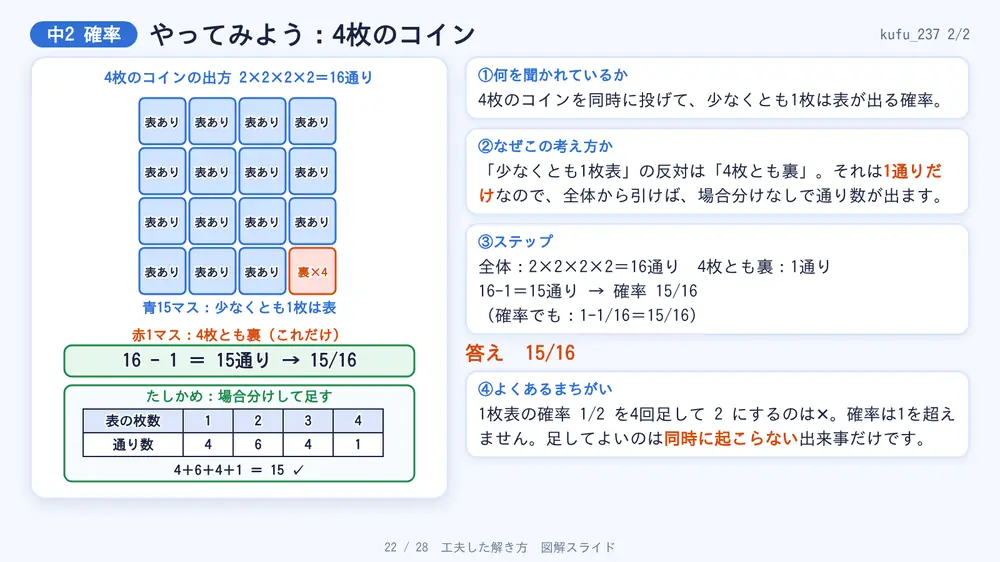 中2 確率
やってみよう：4枚のコイン
kufu_237 2/2
4枚のコインの出方 2×2×2×2＝16通り
表あり 表あり 表あり 表あり
表あり 表あり 表あり 表あり
表あり 表あり 表あり 表あり
表あり 表あり 表あり 裏×4
青15マス：少なくとも1枚は表
赤1マス：4枚とも裏（これだけ）
16 － 1 ＝ 15通り → 15/16
たしかめ：場合分けして足す
表の枚数 1 2 3 4
通り数 4 6 4 1
4＋6＋4＋1 ＝ 15 ✓
①何を聞かれているか
4枚のコインを同時に投げて、少なくとも1枚は表が出る確率。
②なぜこの考え方か
「少なくとも1枚表」の反対は「4枚とも裏」。それは1通りだ
けなので、全体から引けば、場合分けなしで通り数が出ます。
③ステップ
全体：2×2×2×2＝16通り　4枚とも裏：1通り
16-1＝15通り → 確率 15/16
（確率でも：1-1/16＝15/16）
答え　15/16
④よくあるまちがい
1枚表の確率 1/2 を4回足して 2 にするのは×。確率は1を超え
ません。足してよいのは同時に起こらない出来事だけです。
22 / 28　工夫した解き方　図解スライド